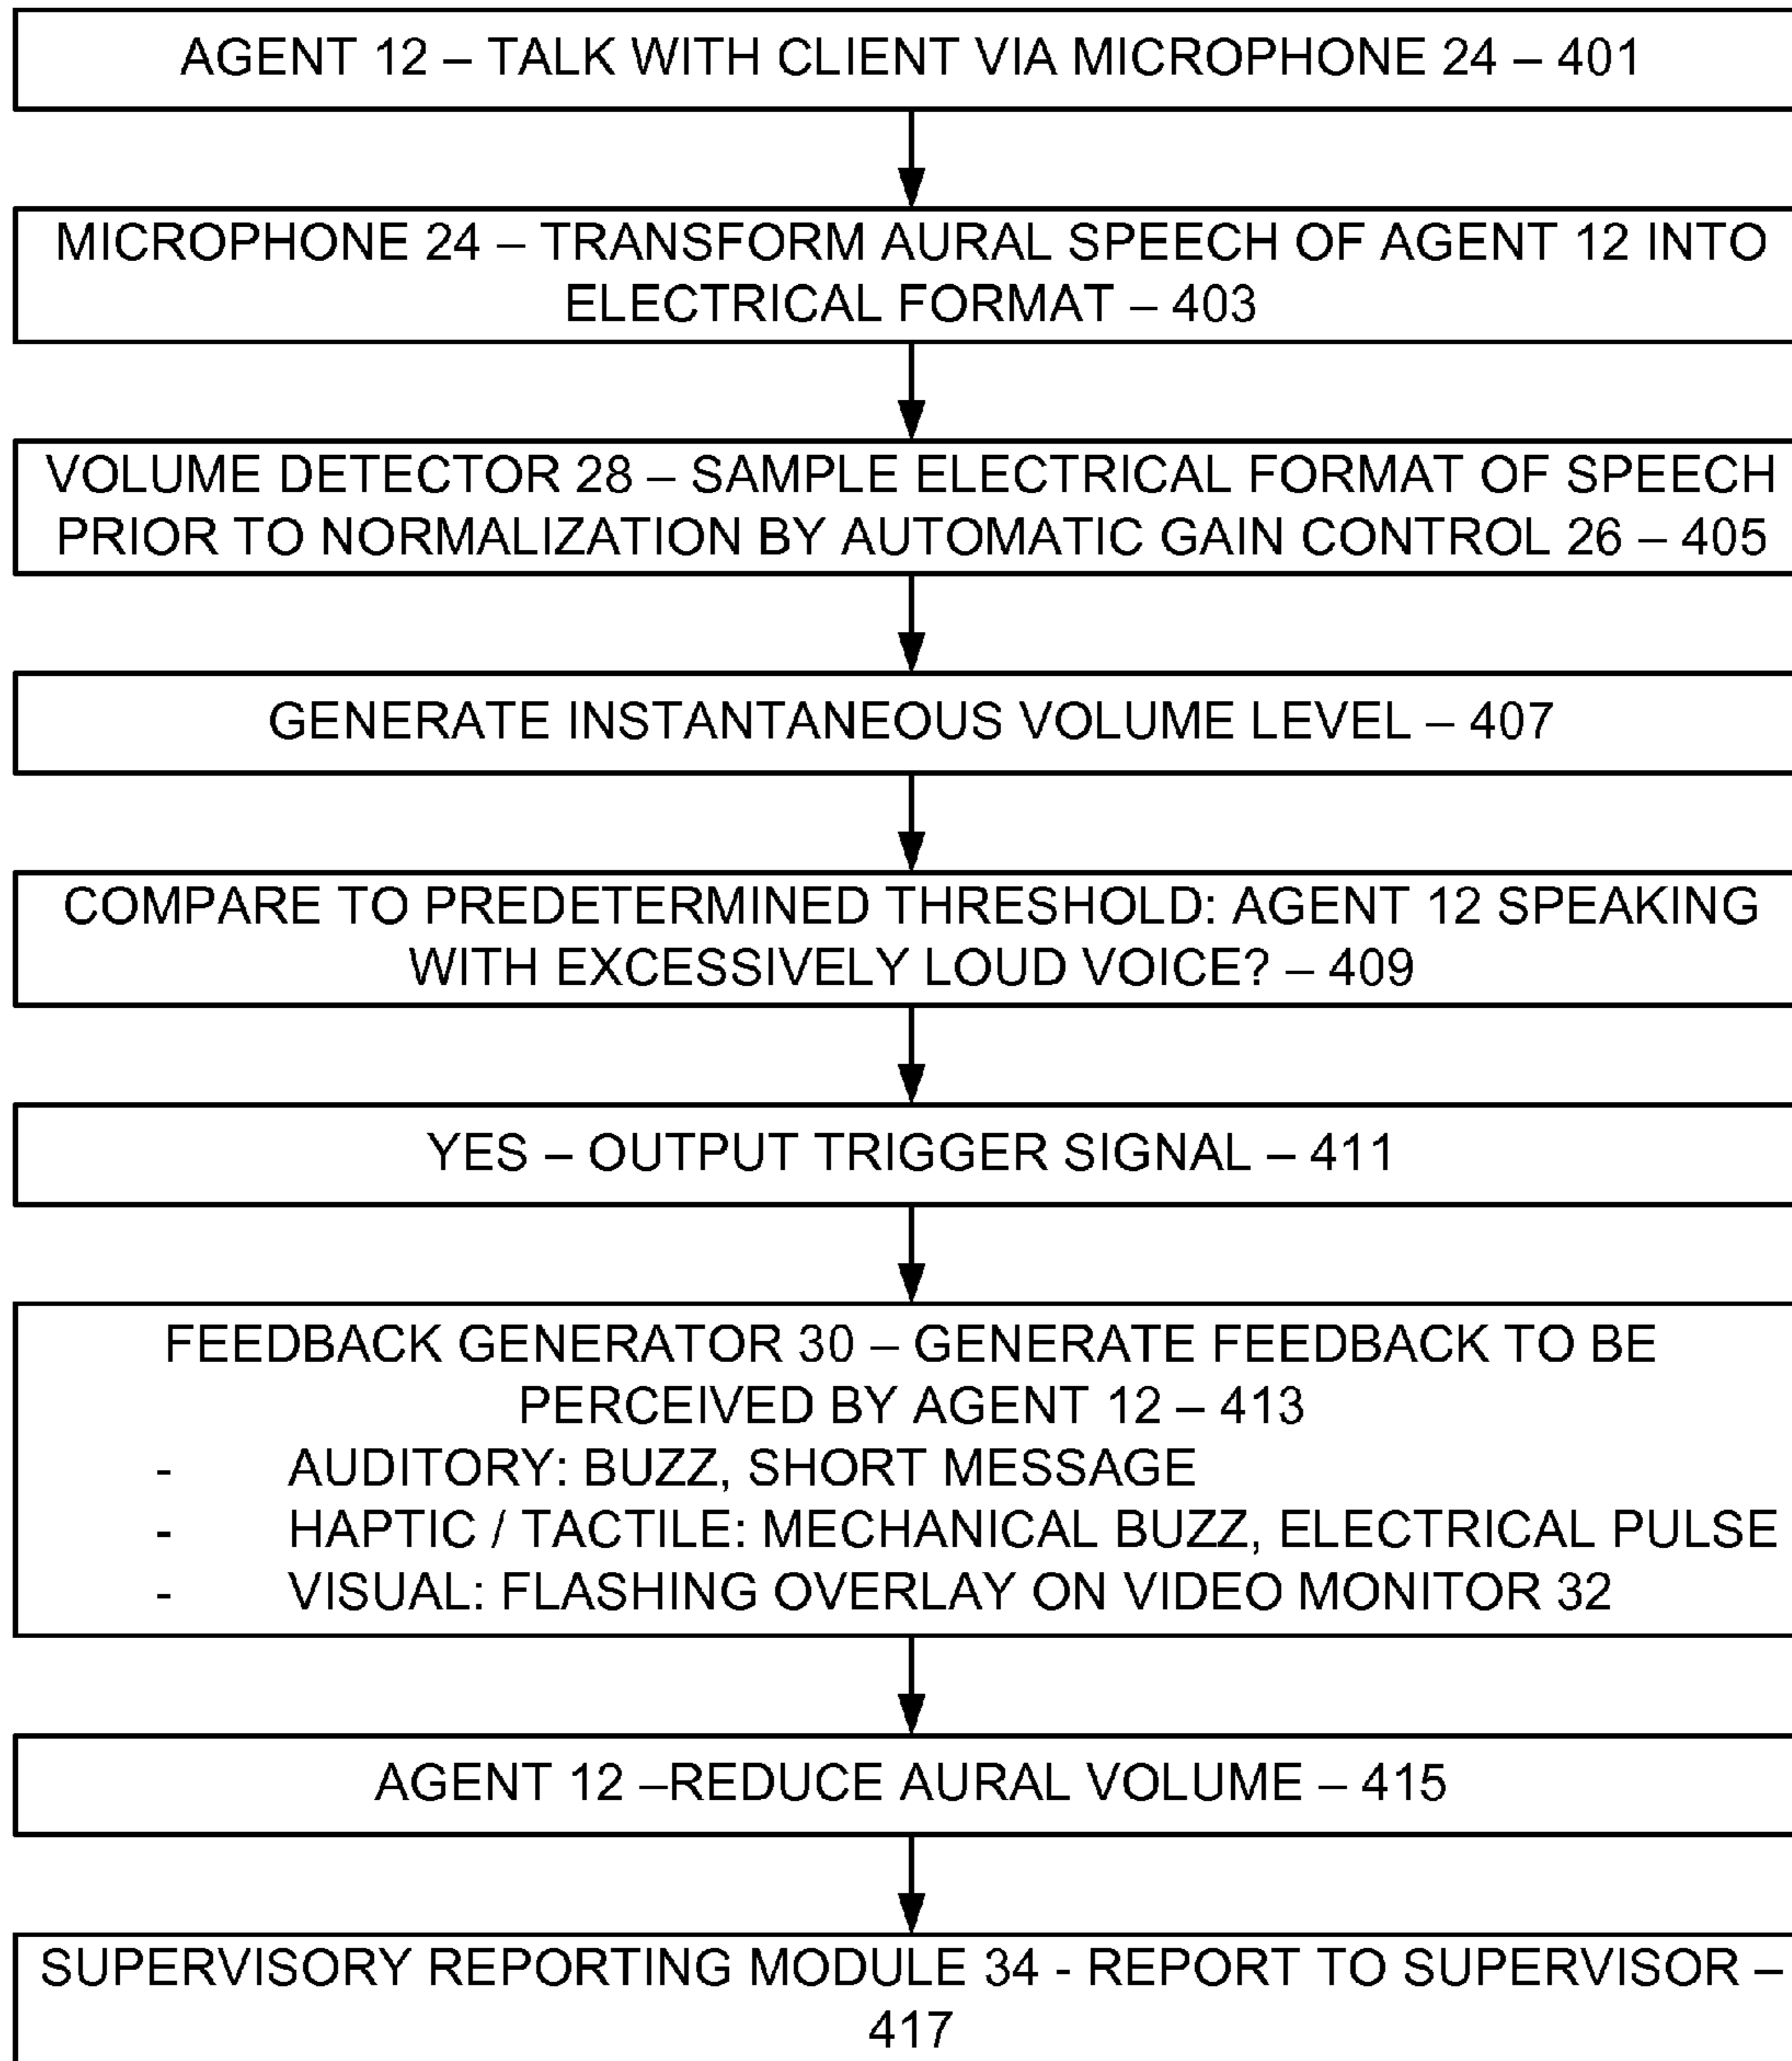 AGENT 12 – TALK WITH CLIENT VIA MICROPHONE 24 – 401
MICROPHONE 24 – TRANSFORM AURAL SPEECH OF AGENT 12 INTO
ELECTRICAL FORMAT – 403
VOLUME DETECTOR 28 – SAMPLE ELECTRICAL FORMAT OF SPEECH
PRIOR TO NORMALIZATION BY AUTOMATIC GAIN CONTROL 26 – 405
GENERATE INSTANTANEOUS VOLUME LEVEL – 407
COMPARE TO PREDETERMINED THRESHOLD: AGENT 12 SPEAKING
WITH EXCESSIVELY LOUD VOICE? – 409
YES – OUTPUT TRIGGER SIGNAL – 411
FEEDBACK GENERATOR 30 – GENERATE FEEDBACK TO BE
PERCEIVED BY AGENT 12 – 413
- AUDITORY: BUZZ, SHORT MESSAGE
- HAPTIC / TACTILE: MECHANICAL BUZZ, ELECTRICAL PULSE
- VISUAL: FLASHING OVERLAY ON VIDEO MONITOR 32
AGENT 12 –REDUCE AURAL VOLUME – 415
SUPERVISORY REPORTING MODULE 34 - REPORT TO SUPERVISOR –
417